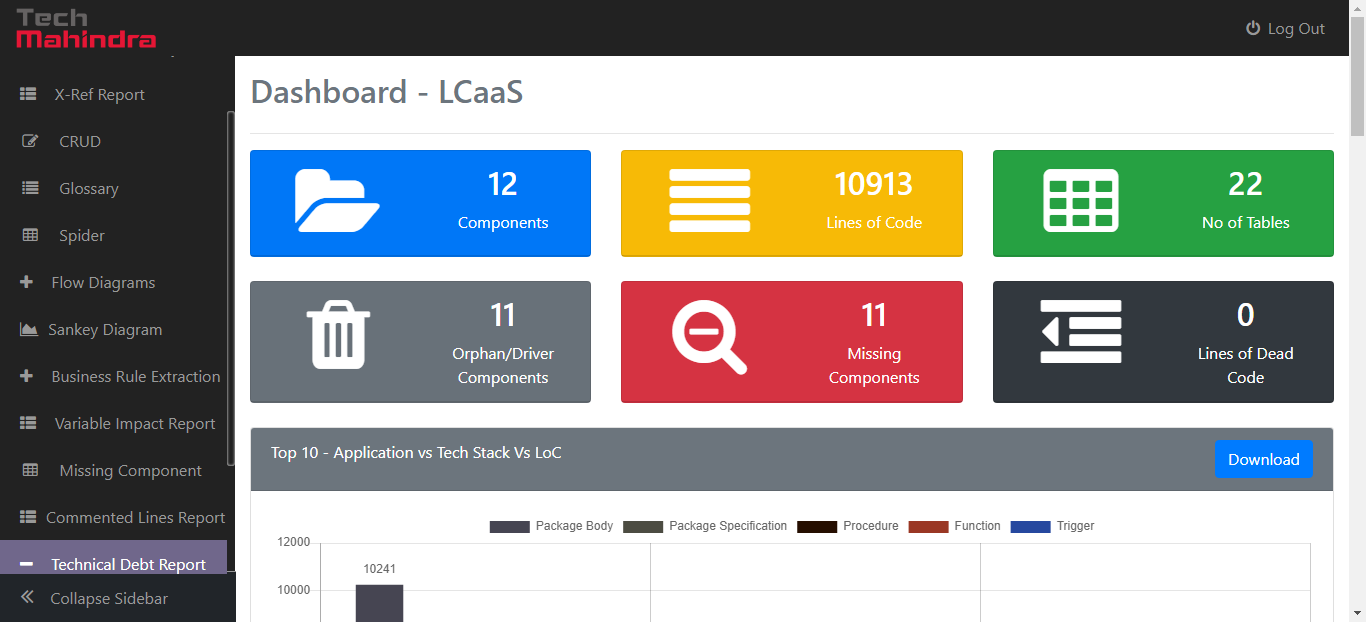 Tech
Mahindra
Log Out
X-Ref Report
CRUD
Glossary
Spider
Flow Diagrams
Sankey Diagram
Business Rule Extraction
Variable Impact Report
Missing Component
Commented Lines Report
Technical Debt Report
Collapse Sidebar
Dashboard - LCaaS
12
Components
10913
Lines of Code
22
No of Tables
11
Orphan/Driver
Components
11
Missing
Components
0
Lines of Dead
Code
Top 10 - Application vs Tech Stack Vs LoC
Download
Package Body Package Specification Procedure Function Trigger
12000
10241
10000